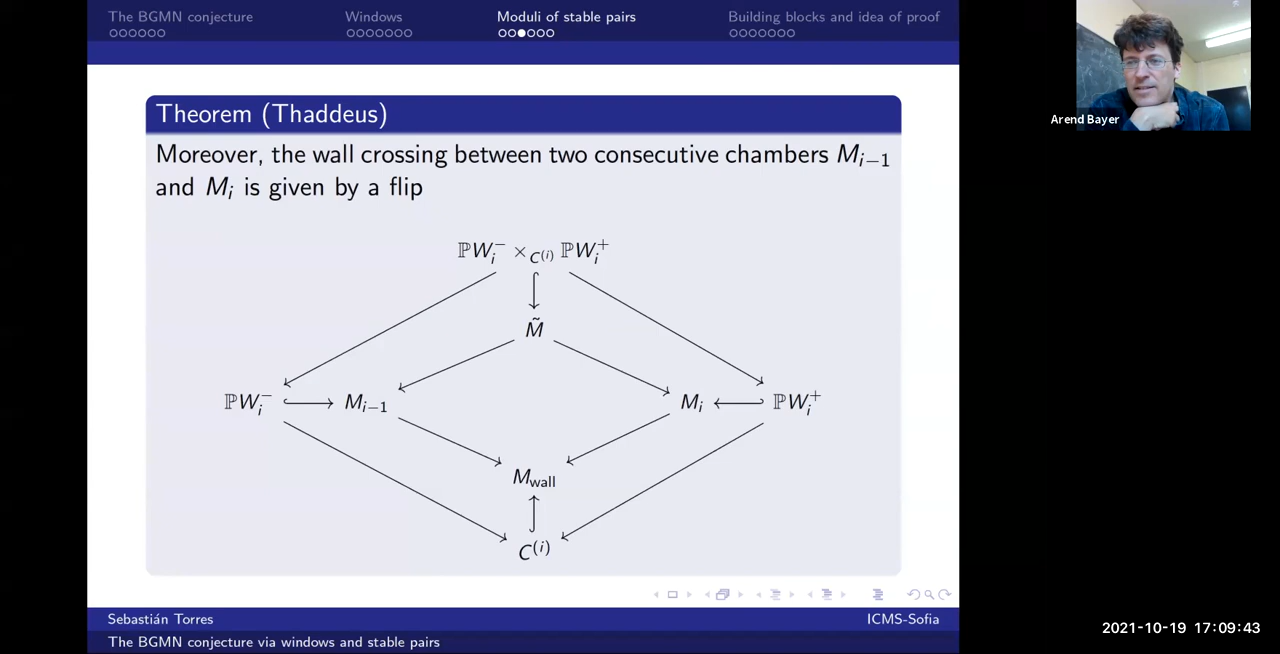 The BGMN conjecture Windows Moduli of stable pairs Building blocks and idea of proof
Theorem (Thaddeus)
Moreover, the wall crossing between two consecutive chambers M_{i−1}
and M_i is given by a flip
ℙW_i^− ×_{C^{(i)}} ℙW_i^+
M̃
ℙW_i^− M_{i−1} M_i ℙW_i^+
M_wall
C^{(i)}
Sebastián Torres ICMS-Sofia
The BGMN conjecture via windows and stable pairs
Arend Bayer
2021-10-19 17:09:43